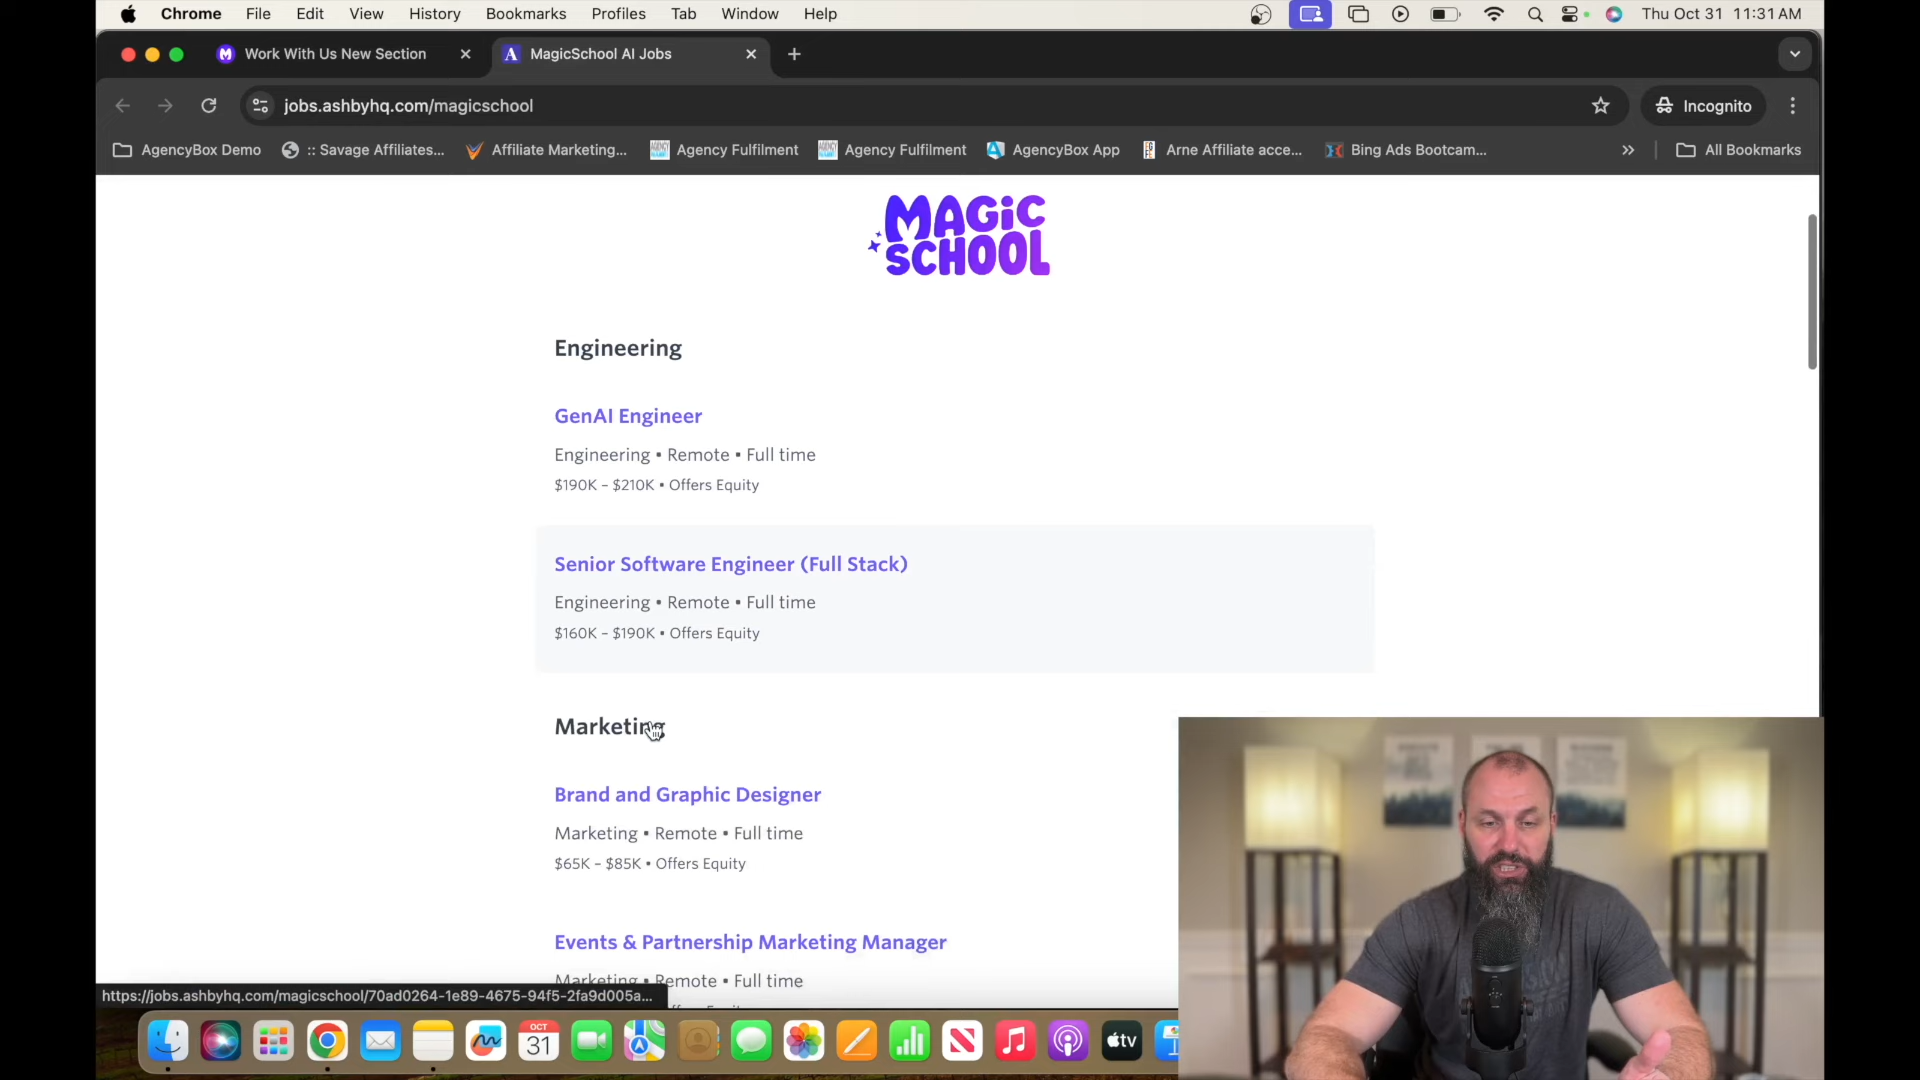 Chrome File Edit View History Bookmarks Profiles Tab Window Help Thu Oct 31 11:31 AM
Work With Us New Section MagicSchool AI Jobs
jobs.ashbyhq.com/magicschool Incognito
AgencyBox Demo :: Savage Affiliates... Affiliate Marketing... Agency Fulfilment Agency Fulfilment AgencyBox App Arne Affiliate acce... Bing Ads Bootcam... All Bookmarks
MAGiC
SCHOOL
Engineering
GenAI Engineer
Engineering • Remote • Full time
$190K – $210K • Offers Equity
Senior Software Engineer (Full Stack)
Engineering • Remote • Full time
$160K – $190K • Offers Equity
Marketing
Brand and Graphic Designer
Marketing • Remote • Full time
$65K – $85K • Offers Equity
Events & Partnership Marketing Manager
Marketing • Remote • Full time
https://jobs.ashbyhq.com/magicschool/70ad0264-1e89-4675-94f5-2fa9d005a...
OCT
31
tv